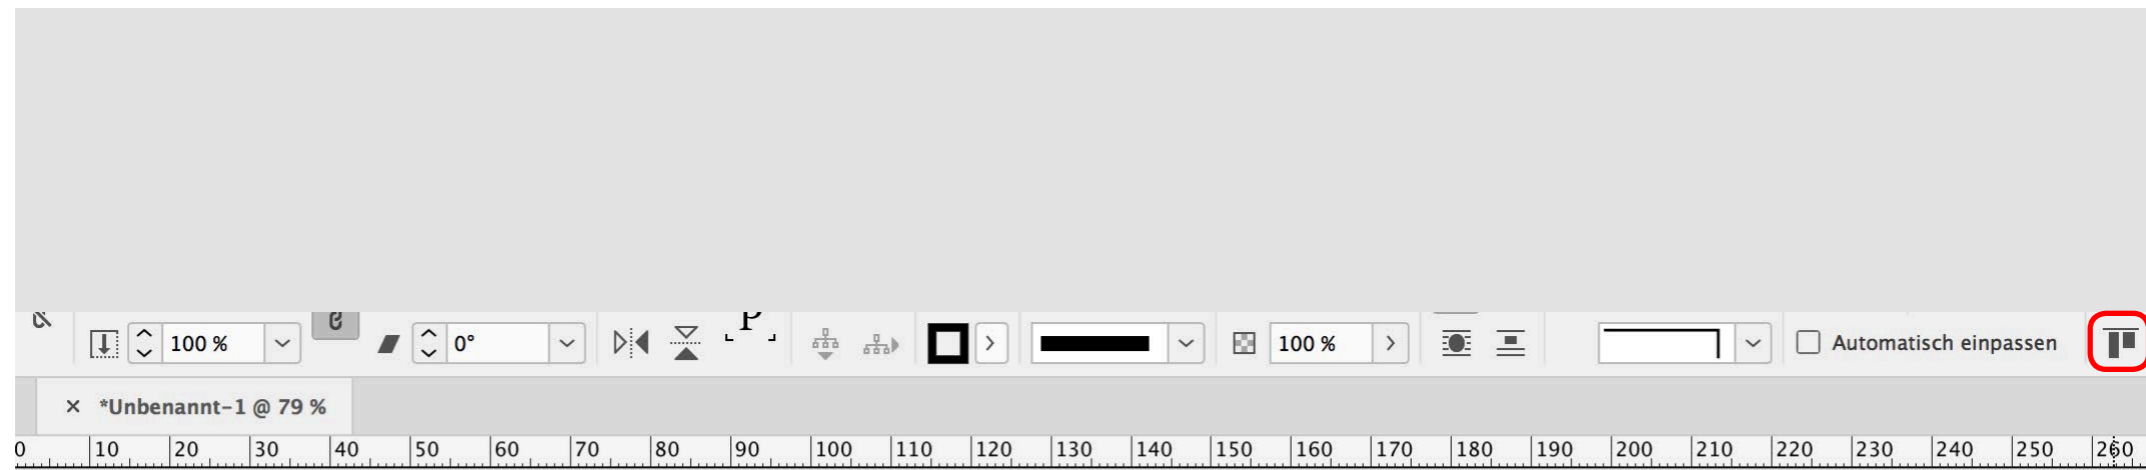 100 % 0° P 100 % Automatisch einpassen
× *Unbenannt-1 @ 79 %
0 10 20 30 40 50 60 70 80 90 100 110 120 130 140 150 160 170 180 190 200 210 220 230 240 250 260